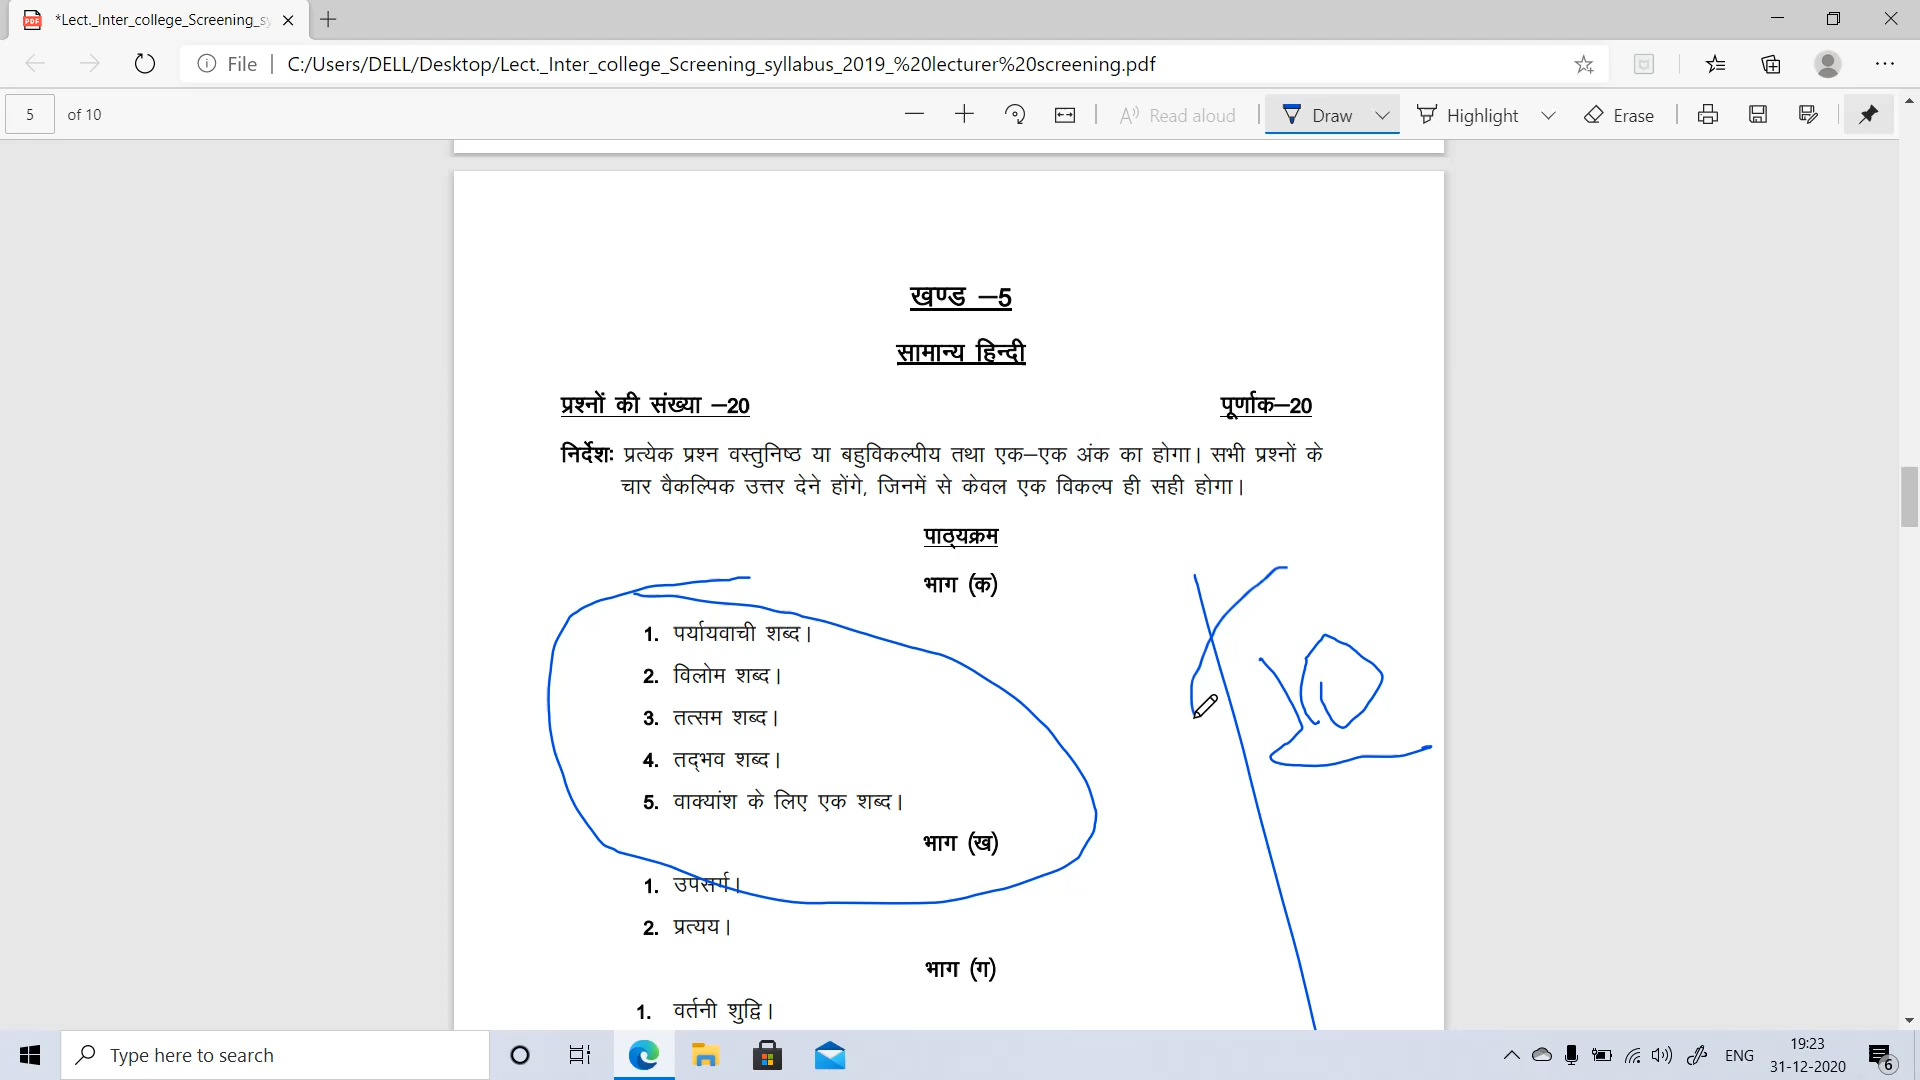 *Lect._Inter_college_Screening_sy
File
C:/Users/DELL/Desktop/Lect._Inter_college_Screening_syllabus_2019_%20lecturer%20screening.pdf
5 of 10
Read aloud
Draw
Highlight
Erase
खण्ड –5
सामान्य हिन्दी
प्रश्नों की संख्या –20
पूर्णाक–20
निर्देशः प्रत्येक प्रश्न वस्तुनिष्ठ या बहुविकल्पीय तथा एक–एक अंक का होगा। सभी प्रश्नों के
चार वैकल्पिक उत्तर देने होंगे, जिनमें से केवल एक विकल्प ही सही होगा।
पाठ्यक्रम
भाग (क)
1. पर्यायवाची शब्द।
2. विलोम शब्द।
3. तत्सम शब्द।
4. तद्भव शब्द।
5. वाक्यांश के लिए एक शब्द।
भाग (ख)
1. उपसर्ग।
2. प्रत्यय।
भाग (ग)
1. वर्तनी शुद्वि।
Type here to search
ENG
19:23
31-12-2020
6